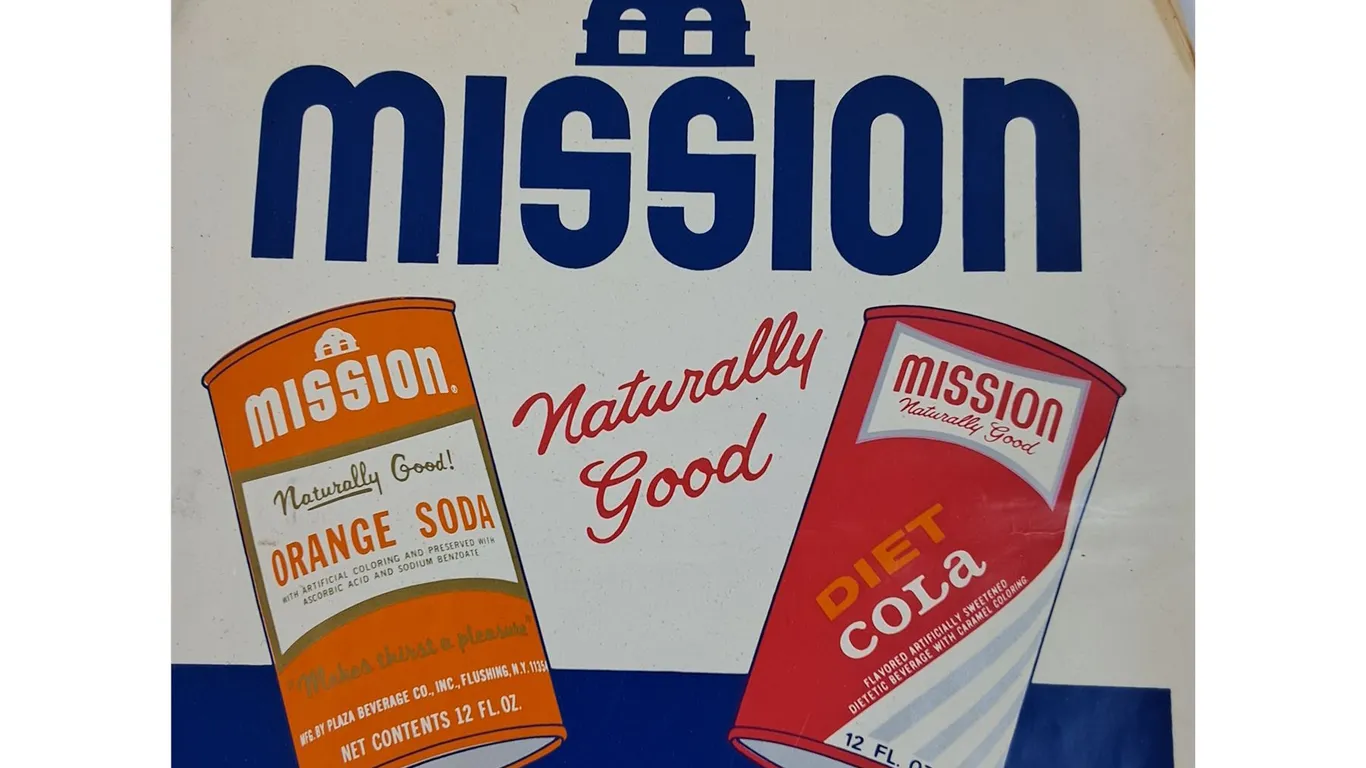 mission
Naturally
Good
mission®
Naturally Good!
ORANGE SODA
WITH ARTIFICIAL COLORING AND PRESERVED WITH
ASCORBIC ACID AND SODIUM BENZOATE
"Makes thirst a pleasure"
MFG. BY PLAZA BEVERAGE CO., INC., FLUSHING, N.Y. 1135
NET CONTENTS 12 FL. OZ.
MISSION
Naturally Good
DIET
COLA
FLAVORED ARTIFICIALLY SWEETENED
DIETETIC BEVERAGE WITH CARAMEL COLORING
12 FL. OZ